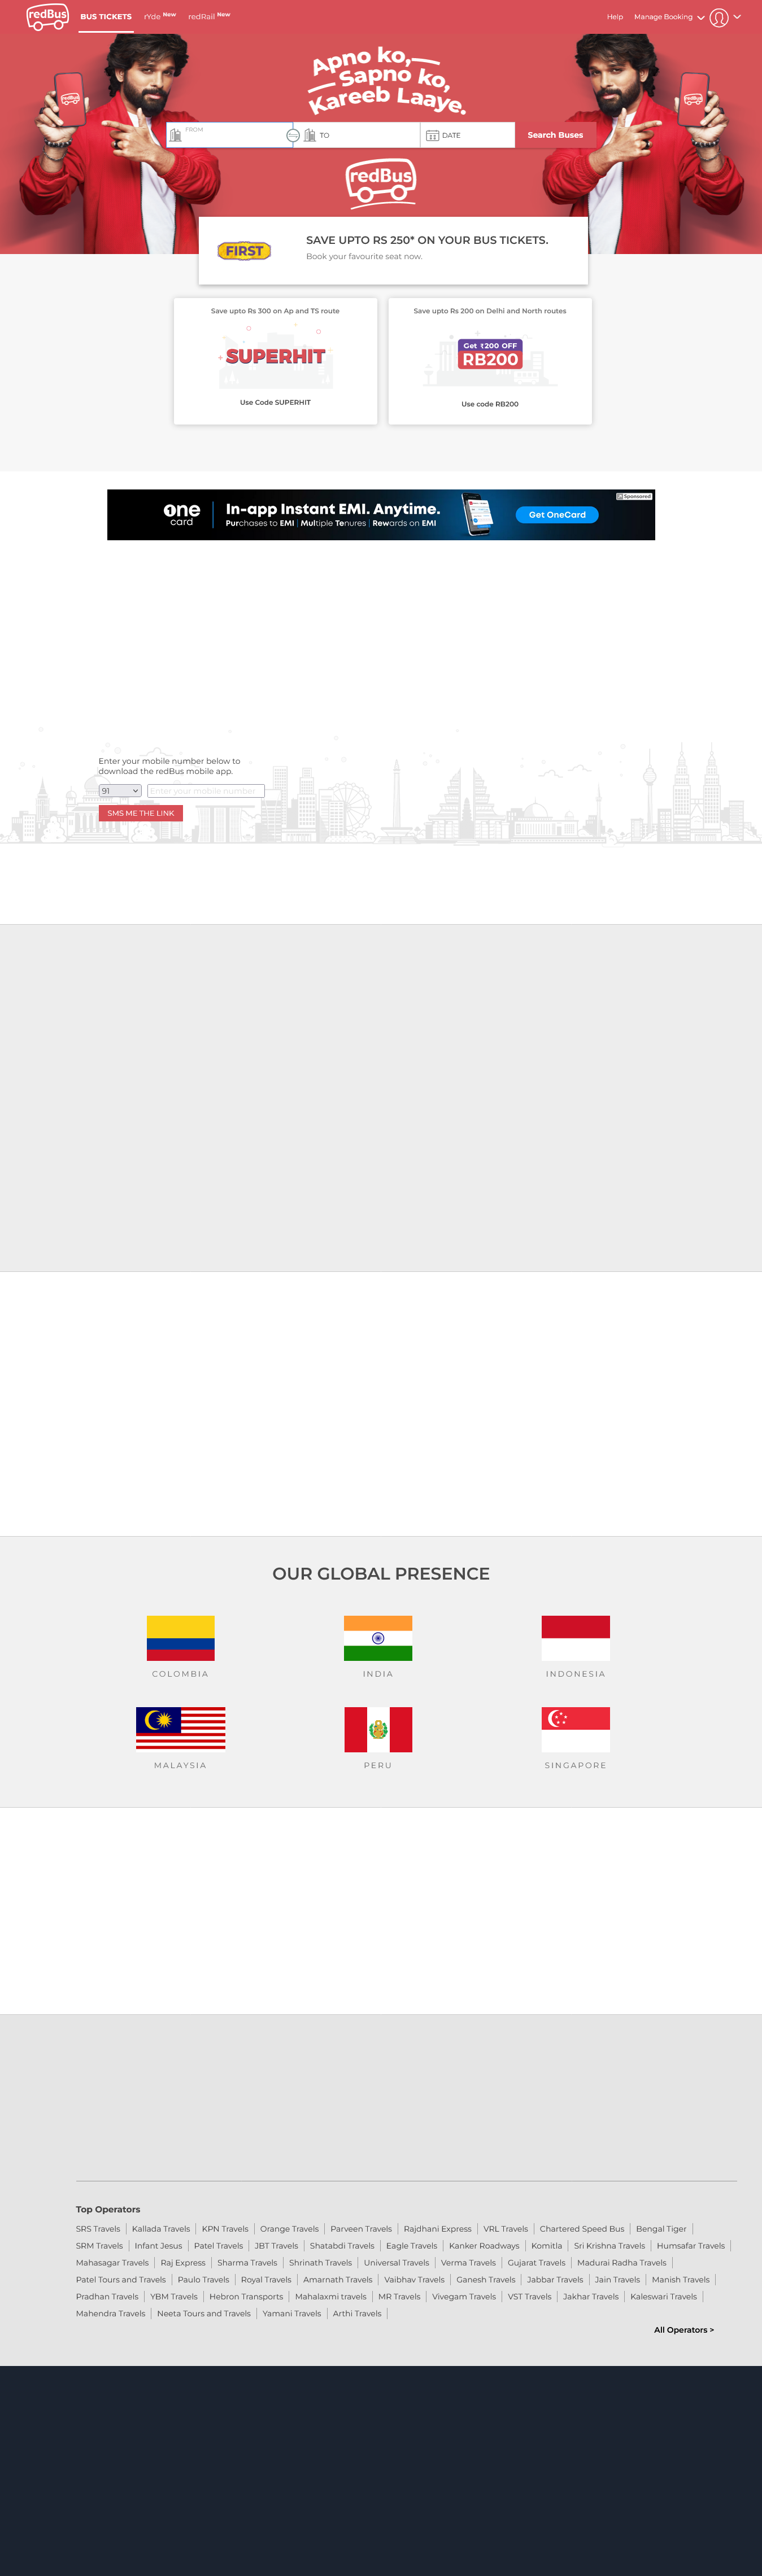 redBus
BUS TICKETS
rYde New
redRail New
Help
Manage Booking
Apno ko,
Sapno ko,
Kareeb Laaye.
redBus
redBus
FROM
TO
DATE
Search Buses
redBus
FIRST
SAVE UPTO RS 250* ON YOUR BUS TICKETS.
Book your favourite seat now.
Save upto Rs 300 on Ap and TS route
SUPERHIT
Use Code SUPERHIT
Save upto Rs 200 on Delhi and North routes
Get ₹200 OFF
RB200
Use code RB200
one
card
In-app Instant EMI. Anytime.
Purchases to EMI | Multiple Tenures | Rewards on EMI
Get OneCard
Sponsored
Enter your mobile number below to
download the redBus mobile app.
91
Enter your mobile number
SMS ME THE LINK
OUR GLOBAL PRESENCE
COLOMBIA
INDIA
INDONESIA
MALAYSIA
PERU
SINGAPORE
Top Operators
SRS Travels | Kallada Travels | KPN Travels | Orange Travels | Parveen Travels | Rajdhani Express | VRL Travels | Chartered Speed Bus | Bengal Tiger |
SRM Travels | Infant Jesus | Patel Travels | JBT Travels | Shatabdi Travels | Eagle Travels | Kanker Roadways | Komitla | Sri Krishna Travels | Humsafar Travels |
Mahasagar Travels | Raj Express | Sharma Travels | Shrinath Travels | Universal Travels | Verma Travels | Gujarat Travels | Madurai Radha Travels |
Patel Tours and Travels | Paulo Travels | Royal Travels | Amarnath Travels | Vaibhav Travels | Ganesh Travels | Jabbar Travels | Jain Travels | Manish Travels |
Pradhan Travels | YBM Travels | Hebron Transports | Mahalaxmi travels | MR Travels | Vivegam Travels | VST Travels | Jakhar Travels | Kaleswari Travels |
Mahendra Travels | Neeta Tours and Travels | Yamani Travels | Arthi Travels |
All Operators >